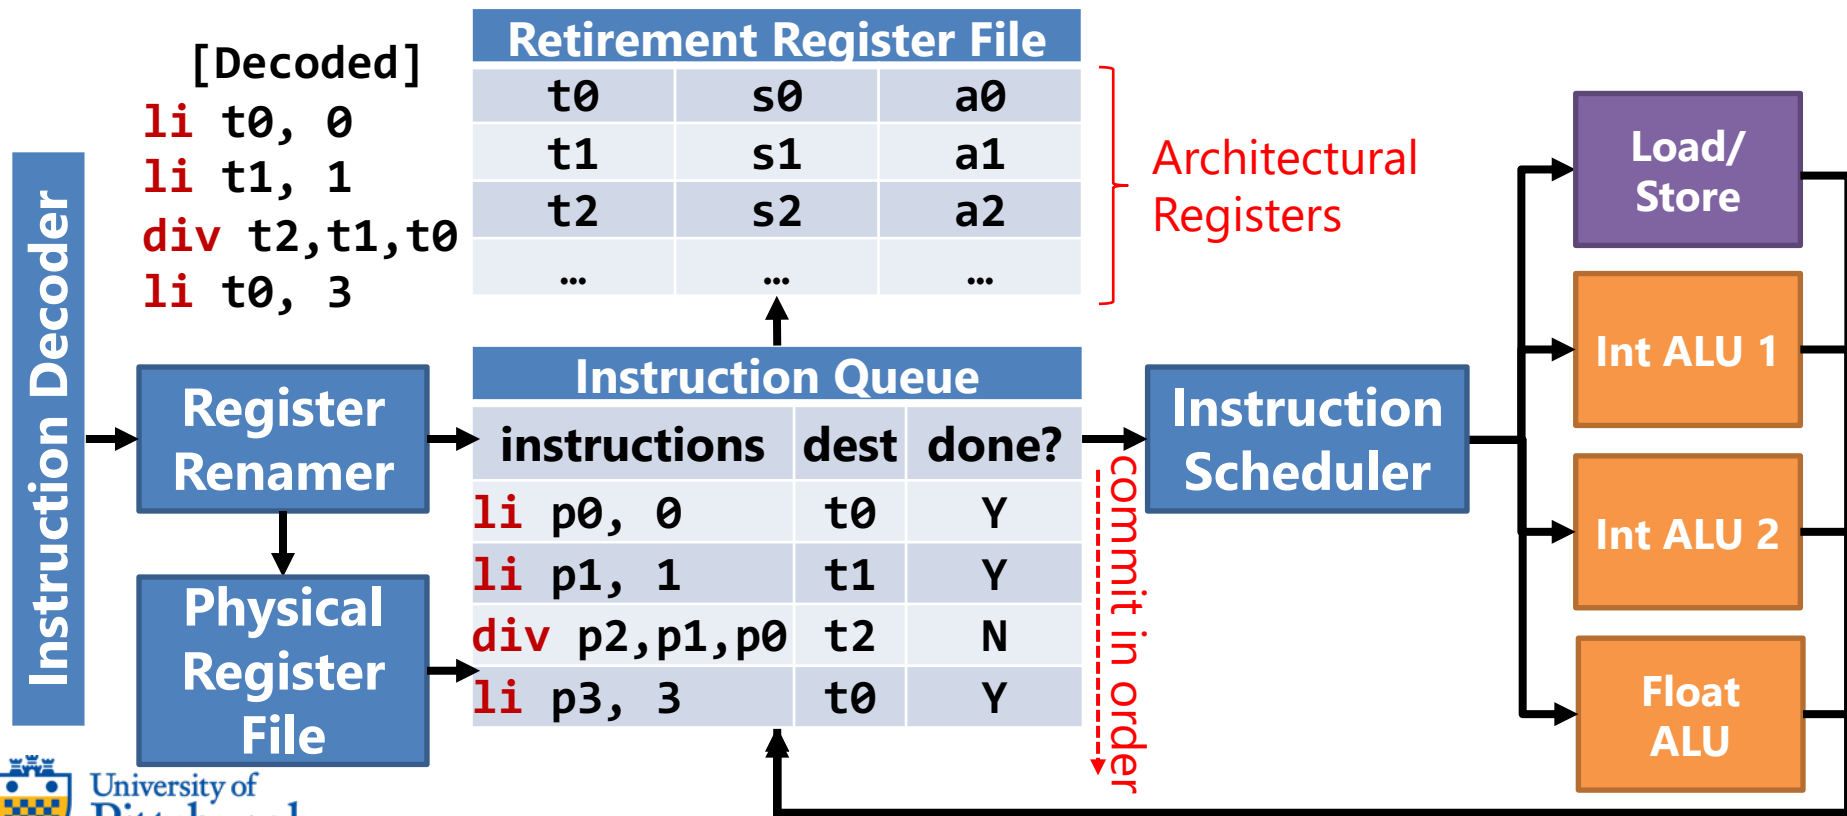 [Decoded]
li t0, 0
li t1, 1
div t2,t1,t0
li t0, 3
Instruction Decoder
Retirement Register File
t0 s0 a0
t1 s1 a1
t2 s2 a2
… … …
Architectural
Registers
Register
Renamer
Physical
Register
File
Instruction Queue
instructions dest done?
li p0, 0 t0 Y
li p1, 1 t1 Y
div p2,p1,p0 t2 N
li p3, 3 t0 Y
commit in order
Instruction
Scheduler
Load/
Store
Int ALU 1
Int ALU 2
Float
ALU
University of